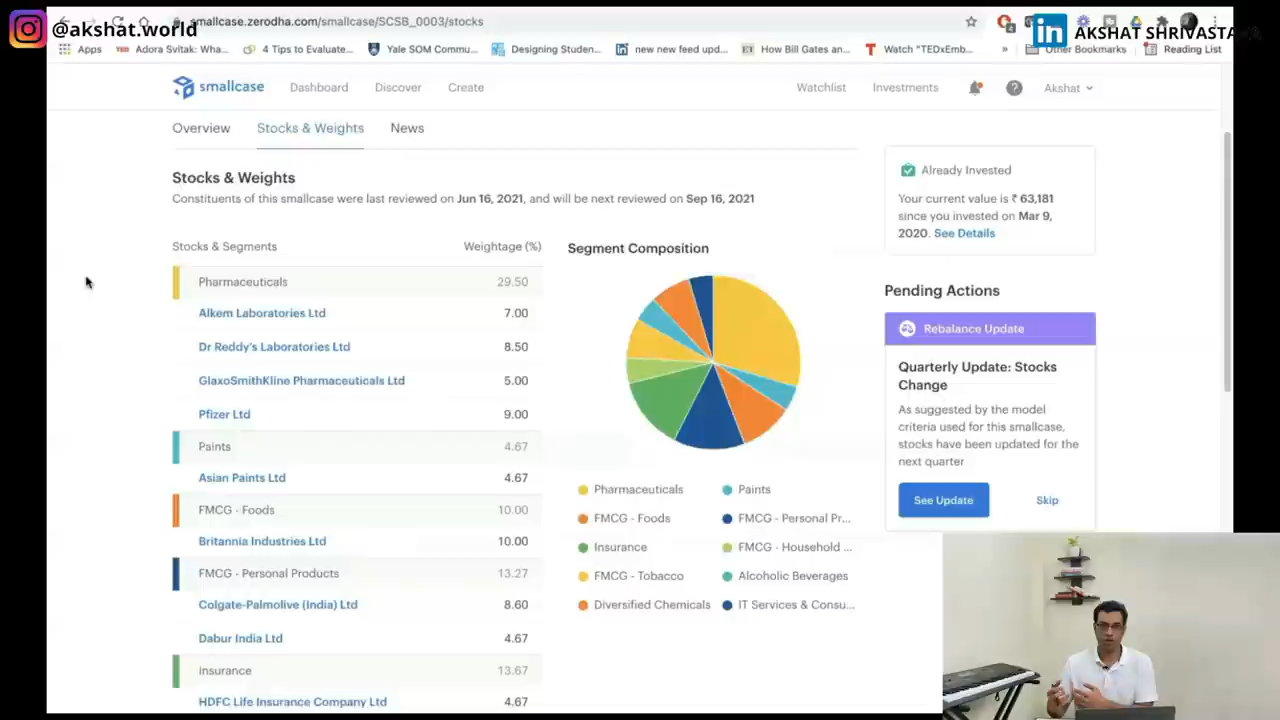 @akshat.world
smallcase.zerodha.com/smallcase/SCSB_0003/stocks
AKSHAT SHRIVASTAVA
Apps
Adora Svitak: Wha...
4 Tips to Evaluate...
Yale SOM Commu...
Designing Studen...
new new feed upd...
How Bill Gates an...
Watch "TEDxEmb...
»
Other Bookmarks
Reading List
smallcase
Dashboard
Discover
Create
Watchlist
Investments
Akshat
Overview
Stocks & Weights
News
Stocks & Weights
Constituents of this smallcase were last reviewed on Jun 16, 2021, and will be next reviewed on Sep 16, 2021
Stocks & Segments
Weightage (%)
Pharmaceuticals 29.50
Alkem Laboratories Ltd 7.00
Dr Reddy's Laboratories Ltd 8.50
GlaxoSmithKline Pharmaceuticals Ltd 5.00
Pfizer Ltd 9.00
Paints 4.67
Asian Paints Ltd 4.67
FMCG - Foods 10.00
Britannia Industries Ltd 10.00
FMCG - Personal Products 13.27
Colgate-Palmolive (India) Ltd 8.60
Dabur India Ltd 4.67
insurance 13.67
HDFC Life Insurance Company Ltd 4.67
Segment Composition
Pharmaceuticals
Paints
FMCG - Foods
FMCG - Personal Pr...
Insurance
FMCG - Household ...
FMCG - Tobacco
Alcoholic Beverages
Diversified Chemicals
IT Services & Consu...
Already Invested
Your current value is ₹ 63,181
since you invested on Mar 9,
2020. See Details
Pending Actions
Rebalance Update
Quarterly Update: Stocks
Change
As suggested by the model
criteria used for this smallcase,
stocks have been updated for the
next quarter
See Update
Skip